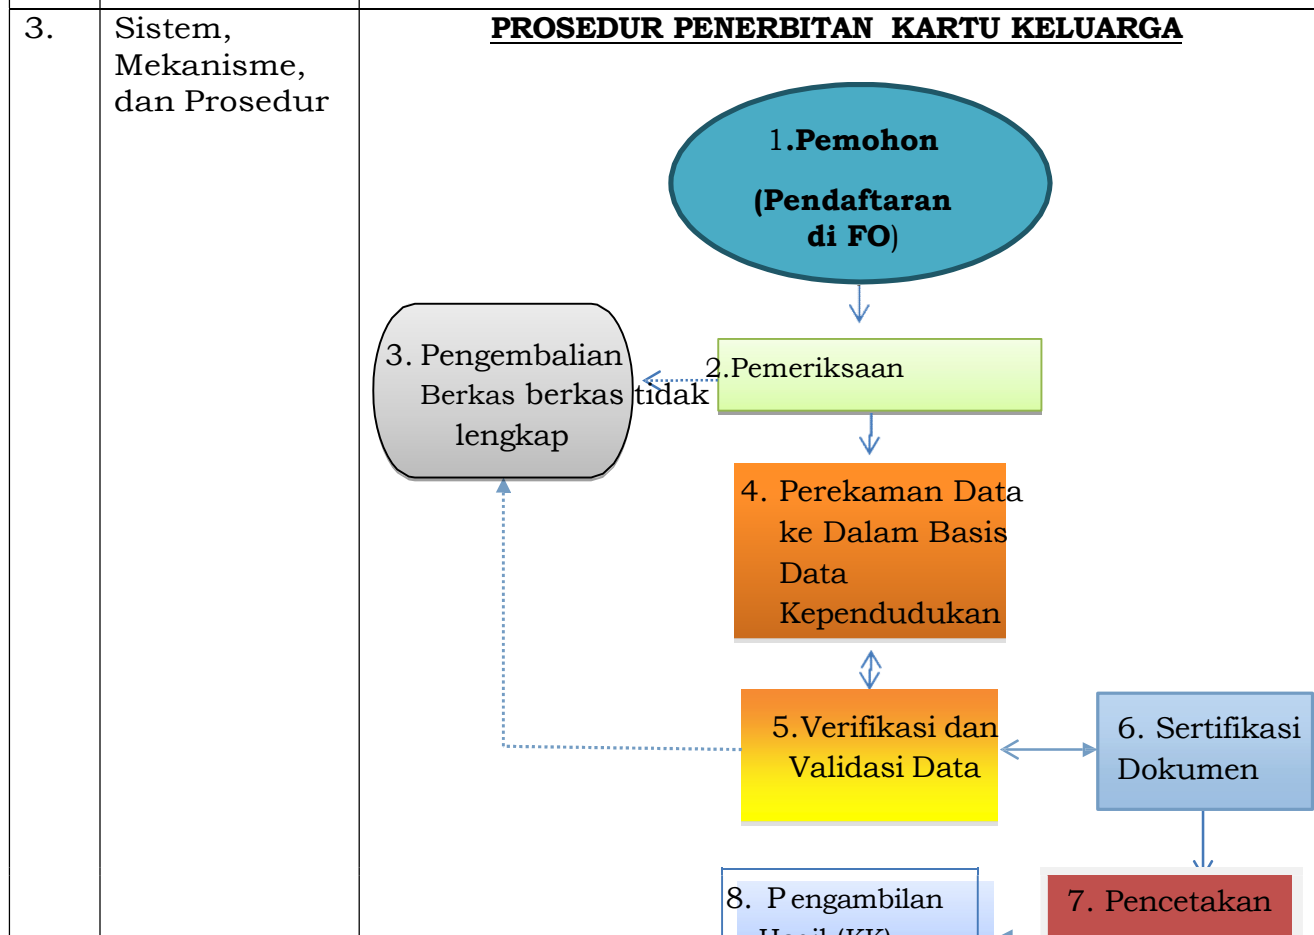 3.
Sistem,
Mekanisme,
dan Prosedur
PROSEDUR PENERBITAN KARTU KELUARGA
1.Pemohon
(Pendaftaran
di FO)
2.Pemeriksaan
3. Pengembalian
Berkas berkas tidak
lengkap
4. Perekaman Data
ke Dalam Basis
Data
Kependudukan
5.Verifikasi dan
Validasi Data
6. Sertifikasi
Dokumen
7. Pencetakan
8. Pengambilan
Hasil (KK)